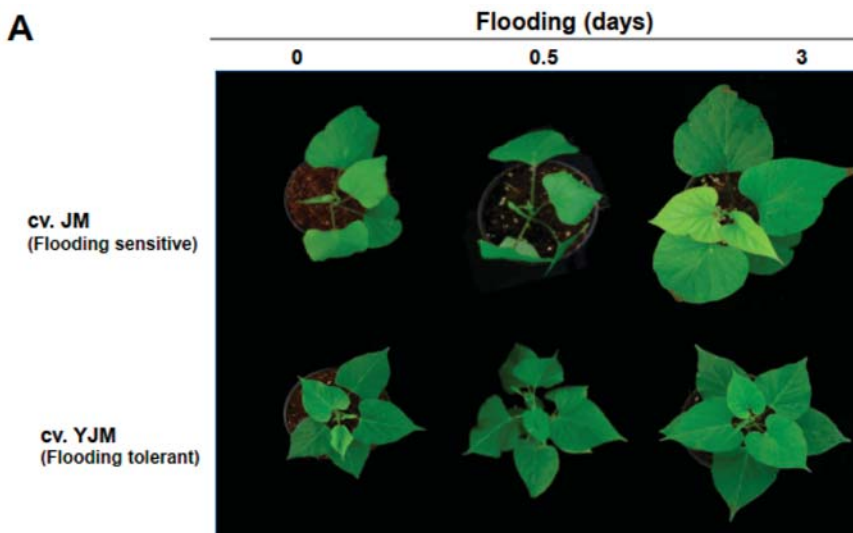 A
Flooding (days)
0 0.5 3
cv. JM
(Flooding sensitive)
cv. YJM
(Flooding tolerant)